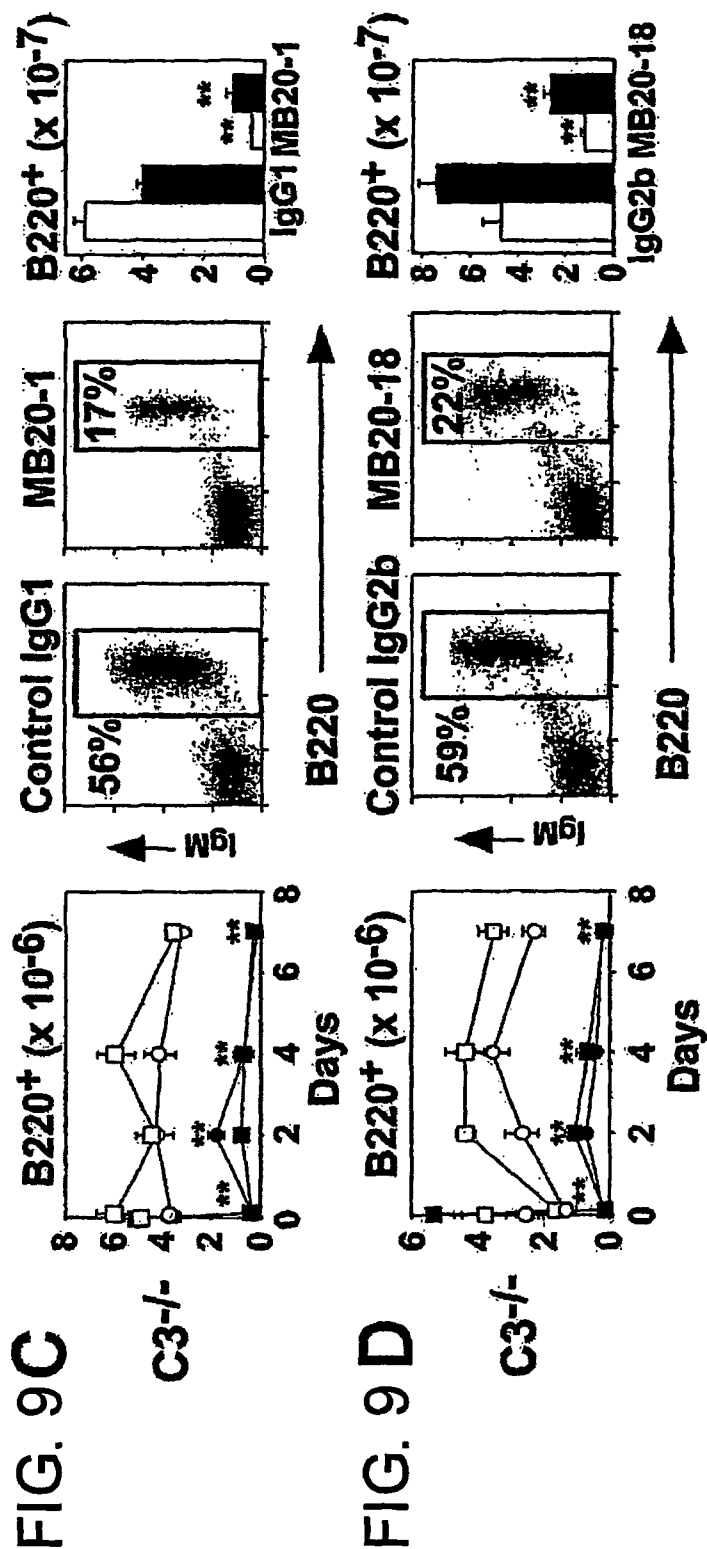 FIG. 9C
C3-/-
B220+ (x 10-6)
8
6
4
2
0
**
**
**
**
0
2
4
6
8
Days
Control IgG1
56%
IgM
B220
MB20-1
17%
B220+ (x 10-7)
6
4
2
0
**
**
IgG1 MB20-1
FIG. 9D
C3-/-
B220+ (x 10-6)
6
4
2
0
**
**
**
**
0
2
4
6
8
Days
Control IgG2b
59%
IgM
B220
MB20-18
22%
B220+ (x 10-7)
8
6
4
2
0
**
**
IgG2b MB20-18